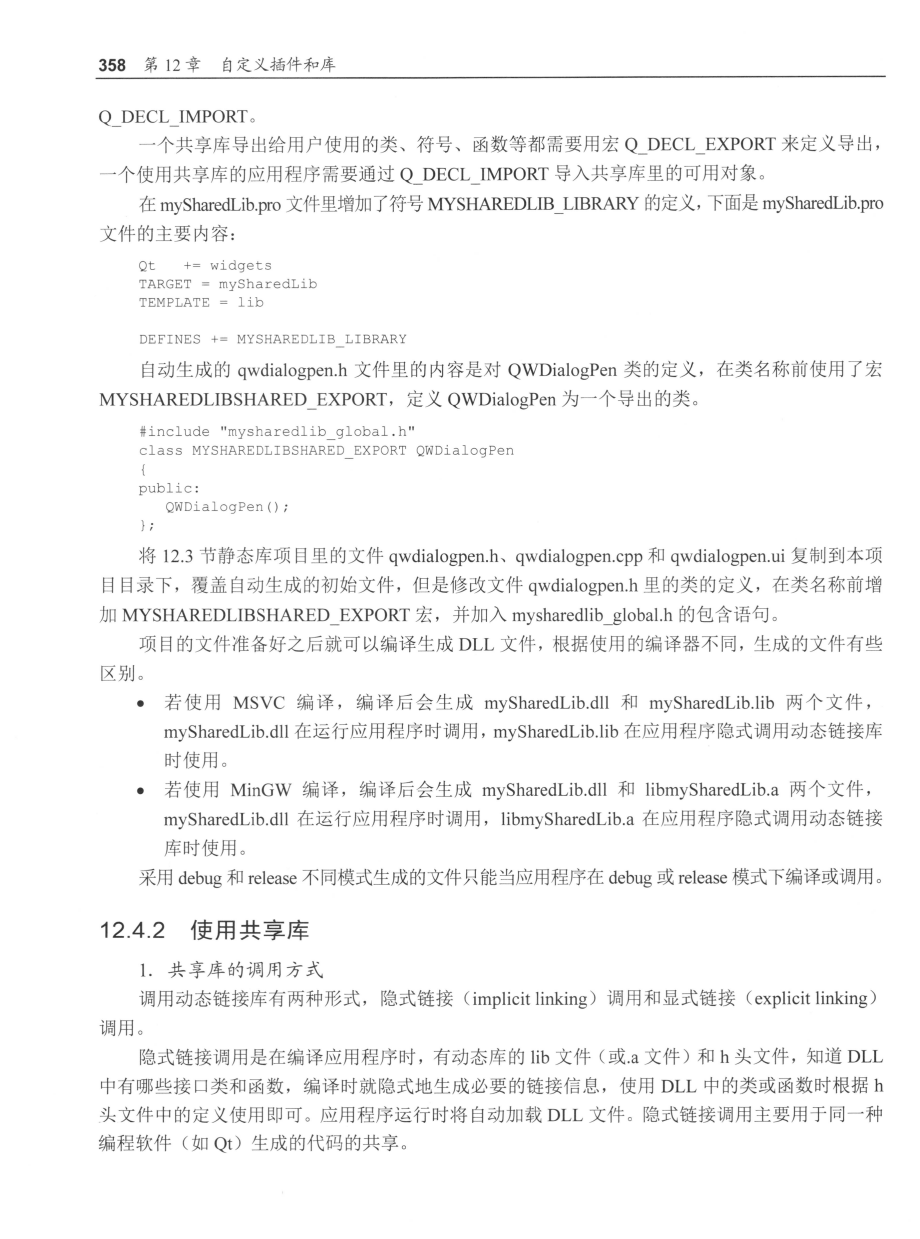 358 第 12 章 自定义插件和库
Q_DECL_IMPORT。
一个共享库导出给用户使用的类、符号、函数等都需要用宏 Q_DECL_EXPORT 来定义导出，
一个使用共享库的应用程序需要通过 Q_DECL_IMPORT 导入共享库里的可用对象。
在 mySharedLib.pro 文件里增加了符号 MYSHAREDLIB_LIBRARY 的定义，下面是 mySharedLib.pro
文件的主要内容：
Qt   += widgets
TARGET = mySharedLib
TEMPLATE = lib
DEFINES += MYSHAREDLIB_LIBRARY
自动生成的 qwdialogpen.h 文件里的内容是对 QWDialogPen 类的定义，在类名称前使用了宏
MYSHAREDLIBSHARED_EXPORT，定义 QWDialogPen 为一个导出的类。
#include "mysharedlib_global.h"
class MYSHAREDLIBSHARED_EXPORT QWDialogPen
{
public:
   QWDialogPen();
};
将 12.3 节静态库项目里的文件 qwdialogpen.h、qwdialogpen.cpp 和 qwdialogpen.ui 复制到本项
目目录下，覆盖自动生成的初始文件，但是修改文件 qwdialogpen.h 里的类的定义，在类名称前增
加 MYSHAREDLIBSHARED_EXPORT 宏，并加入 mysharedlib_global.h 的包含语句。
项目的文件准备好之后就可以编译生成 DLL 文件，根据使用的编译器不同，生成的文件有些
区别。
• 若使用 MSVC 编译，编译后会生成 mySharedLib.dll 和 mySharedLib.lib 两个文件，
mySharedLib.dll 在运行应用程序时调用，mySharedLib.lib 在应用程序隐式调用动态链接库
时使用。
• 若使用 MinGW 编译，编译后会生成 mySharedLib.dll 和 libmySharedLib.a 两个文件，
mySharedLib.dll 在运行应用程序时调用，libmySharedLib.a 在应用程序隐式调用动态链接
库时使用。
采用 debug 和 release 不同模式生成的文件只能当应用程序在 debug 或 release 模式下编译或调用。
12.4.2 使用共享库
1．共享库的调用方式
调用动态链接库有两种形式，隐式链接（implicit linking）调用和显式链接（explicit linking）
调用。
隐式链接调用是在编译应用程序时，有动态库的 lib 文件（或.a 文件）和 h 头文件，知道 DLL
中有哪些接口类和函数，编译时就隐式地生成必要的链接信息，使用 DLL 中的类或函数时根据 h
头文件中的定义使用即可。应用程序运行时将自动加载 DLL 文件。隐式链接调用主要用于同一种
编程软件（如 Qt）生成的代码的共享。